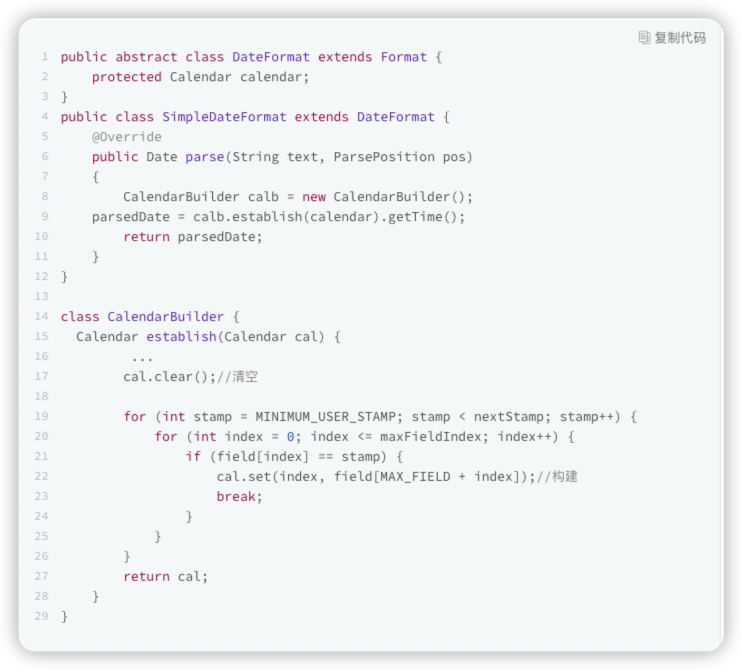 复制代码
1 public abstract class DateFormat extends Format {
2     protected Calendar calendar;
3 }
4 public class SimpleDateFormat extends DateFormat {
5     @Override
6     public Date parse(String text, ParsePosition pos)
7     {
8         CalendarBuilder calb = new CalendarBuilder();
9     parsedDate = calb.establish(calendar).getTime();
10         return parsedDate;
11     }
12 }
13
14 class CalendarBuilder {
15   Calendar establish(Calendar cal) {
16          ...
17         cal.clear();//清空
18
19         for (int stamp = MINIMUM_USER_STAMP; stamp < nextStamp; stamp++) {
20             for (int index = 0; index <= maxFieldIndex; index++) {
21                 if (field[index] == stamp) {
22                     cal.set(index, field[MAX_FIELD + index]);//构建
23                     break;
24                 }
25             }
26         }
27         return cal;
28     }
29 }